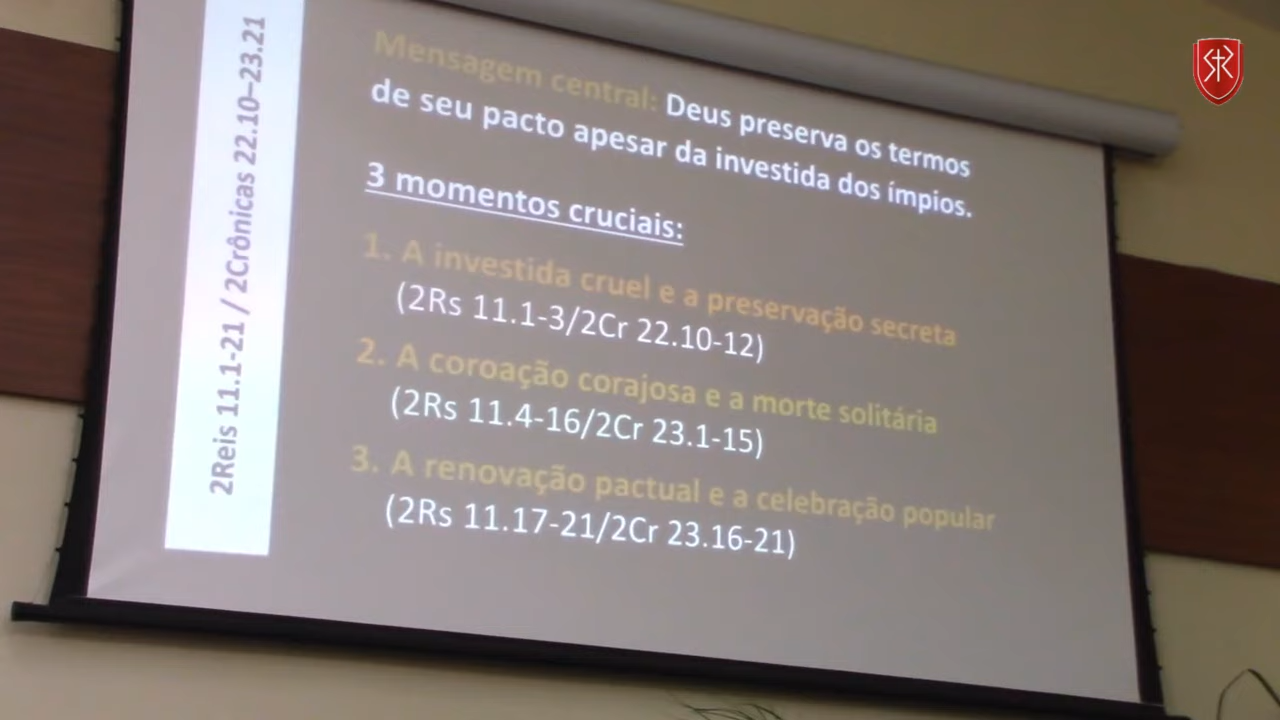 2Reis 11.1-21 / 2Crônicas 22.10–23.21
Mensagem central: Deus preserva os termos
de seu pacto apesar da investida dos ímpios.
3 momentos cruciais:
1. A investida cruel e a preservação secreta
(2Rs 11.1-3/2Cr 22.10-12)
2. A coroação corajosa e a morte solitária
(2Rs 11.4-16/2Cr 23.1-15)
3. A renovação pactual e a celebração popular
(2Rs 11.17-21/2Cr 23.16-21)